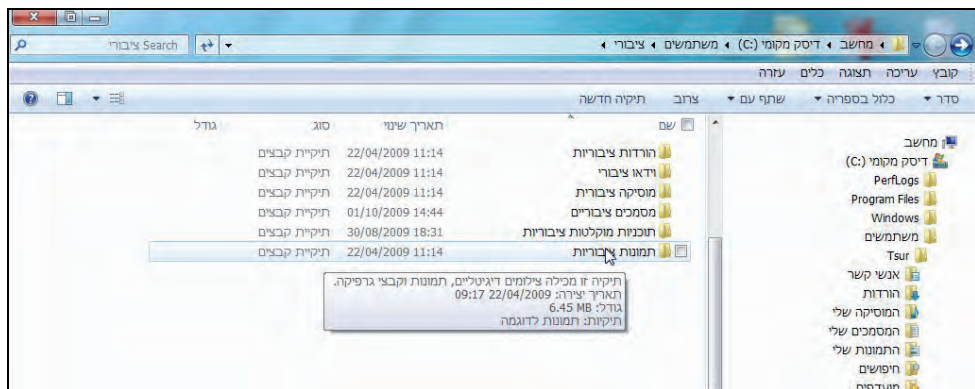 מחשב ◂ דיסק מקומי (C:) ◂ משתמשים ◂ ציבורי ◂
Search ציבורי
קובץ עריכה תצוגה כלים עזרה
סדר כלול בספריה שתף עם צרוב תיקיה חדשה
שם תאריך שינוי סוג גודל
הורדות ציבוריות 22/04/2009 11:14 תיקיית קבצים
וידאו ציבורי 22/04/2009 11:14 תיקיית קבצים
מוסיקה ציבורית 22/04/2009 11:14 תיקיית קבצים
מסמכים ציבוריים 01/10/2009 14:44 תיקיית קבצים
תוכניות מוקלטות ציבוריות 30/08/2009 18:31 תיקיית קבצים
תמונות ציבוריות 22/04/2009 11:14 תיקיית קבצים
תיקיה זו מכילה צילומים דיגיטליים, תמונות וקבצי גרפיקה.
תאריך יצירה: 22/04/2009 09:17
גודל: 6.45 MB
תיקיות: תמונות לדוגמה
מחשב
דיסק מקומי (C:)
PerfLogs
Program Files
Windows
משתמשים
Tsur
אנשי קשר
הורדות
המוסיקה שלי
המסמכים שלי
התמונות שלי
חיפושים
מועדפים